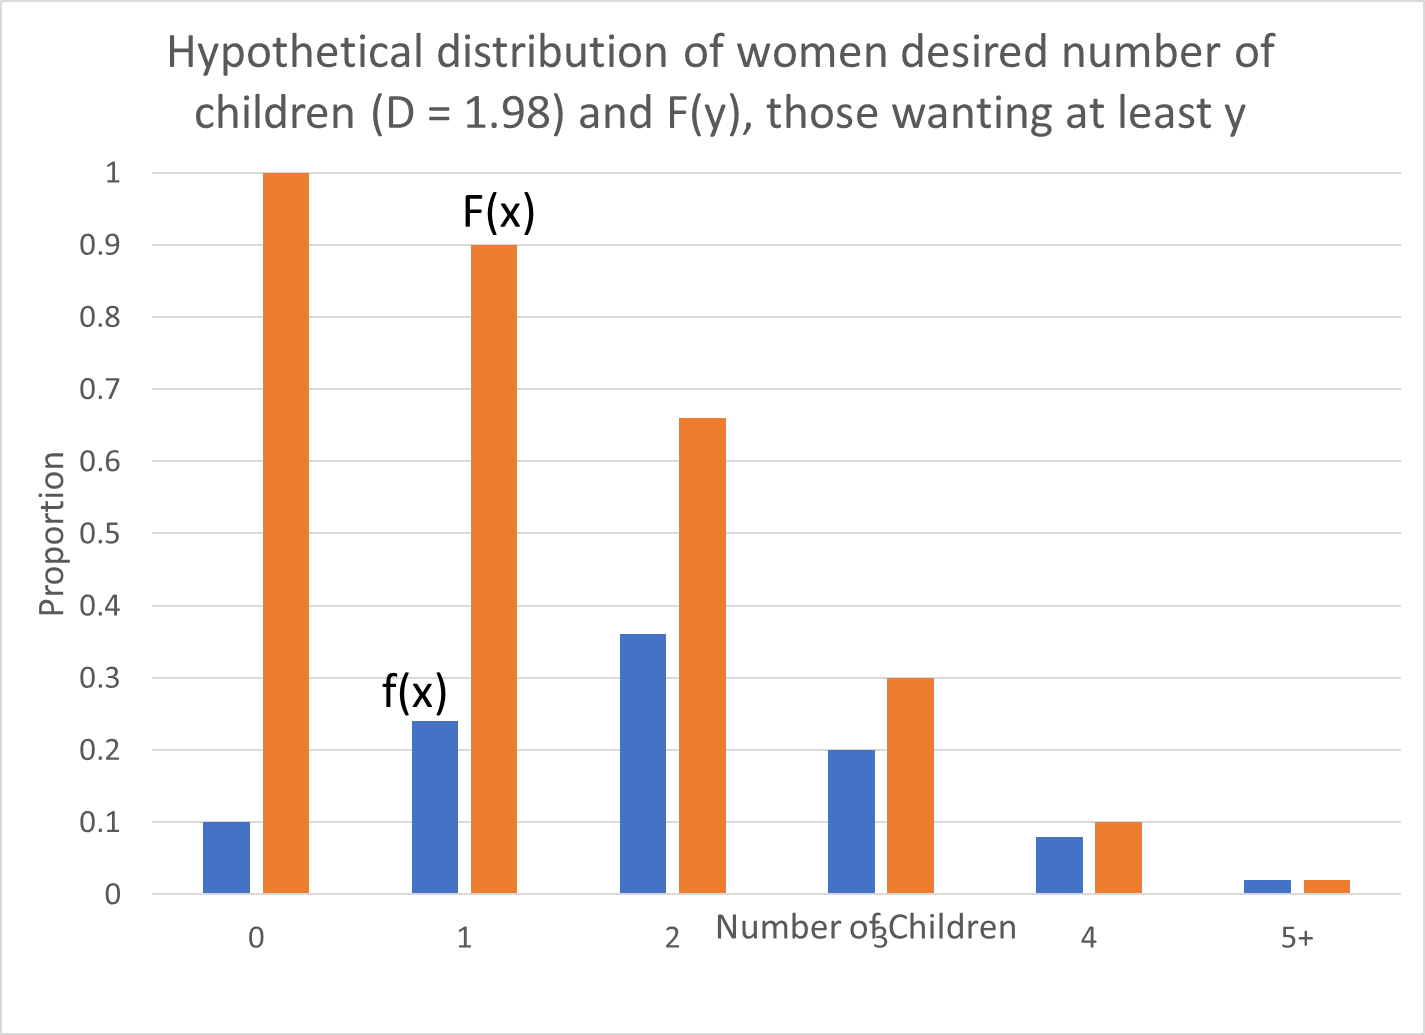 Hypothetical distribution of women desired number of
children (D = 1.98) and F(y), those wanting at least y
1
F(x)
0.9
0.8
0.7
0.6
0.5
0.4
0.3
f(x)
0.2
0.1
0
Proportion
0 1 2 3 4 5+
Number of Children